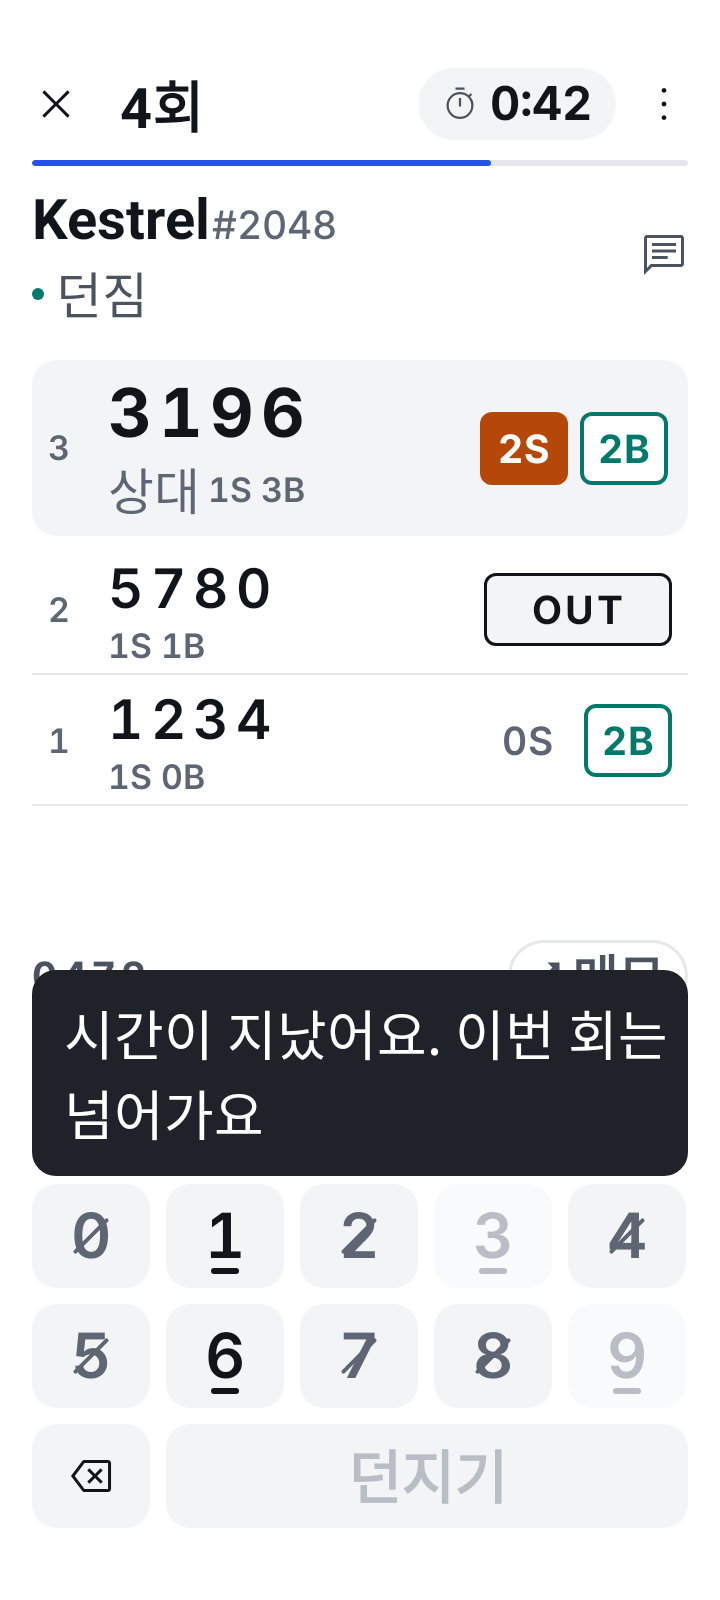 4회 0:42
Kestrel#2048
던짐
3 3196 2S 2B
상대 1S 3B
2 5780 OUT
1S 1B
1 1234 0S 2B
1S 0B
시간이 지났어요. 이번 회는
넘어가요
0 1 2 3 4
5 6 7 8 9
던지기